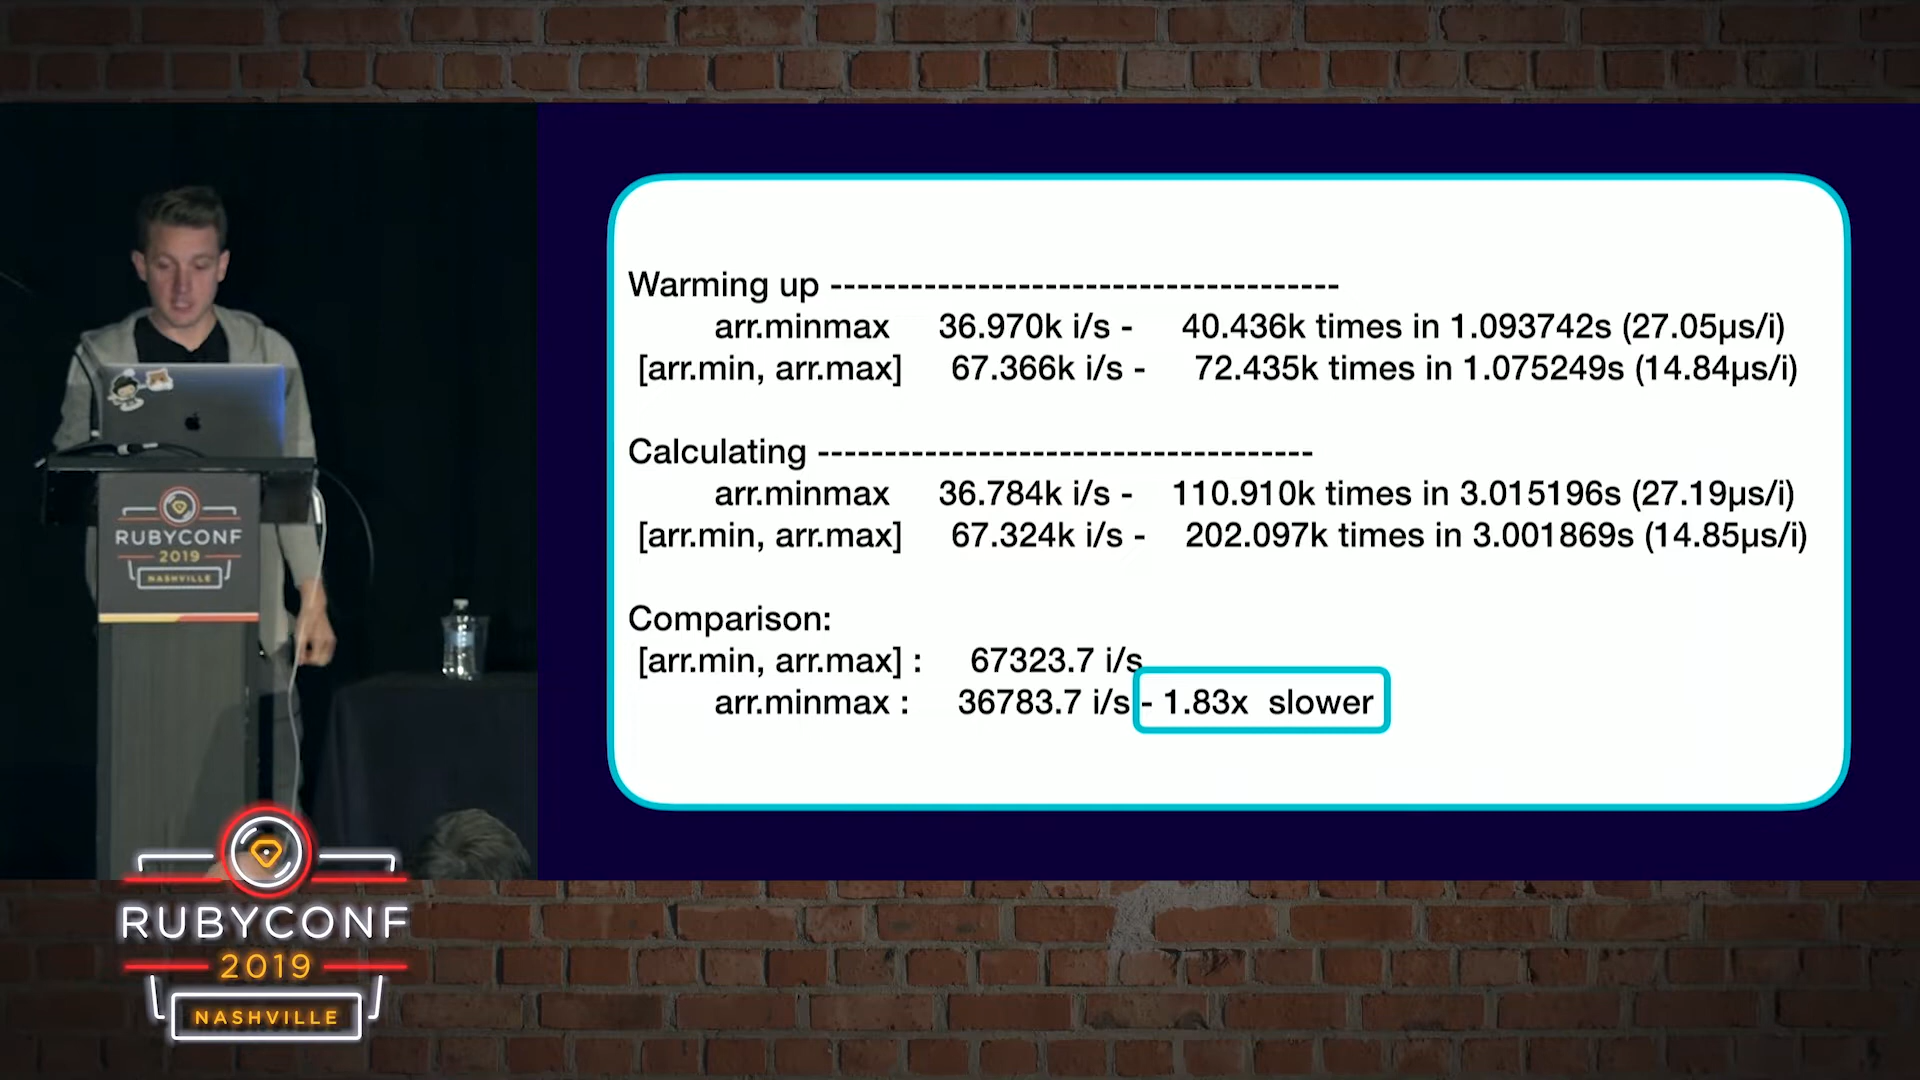 Warming up --------------------------------------
arr.minmax 36.970k i/s - 40.436k times in 1.093742s (27.05μs/i)
[arr.min, arr.max] 67.366k i/s - 72.435k times in 1.075249s (14.84μs/i)
Calculating -------------------------------------
arr.minmax 36.784k i/s - 110.910k times in 3.015196s (27.19μs/i)
[arr.min, arr.max] 67.324k i/s - 202.097k times in 3.001869s (14.85μs/i)
Comparison:
[arr.min, arr.max] : 67323.7 i/s
arr.minmax : 36783.7 i/s - 1.83x slower
RUBYCONF
2019
NASHVILLE
RUBYCONF
2019
NASHVILLE